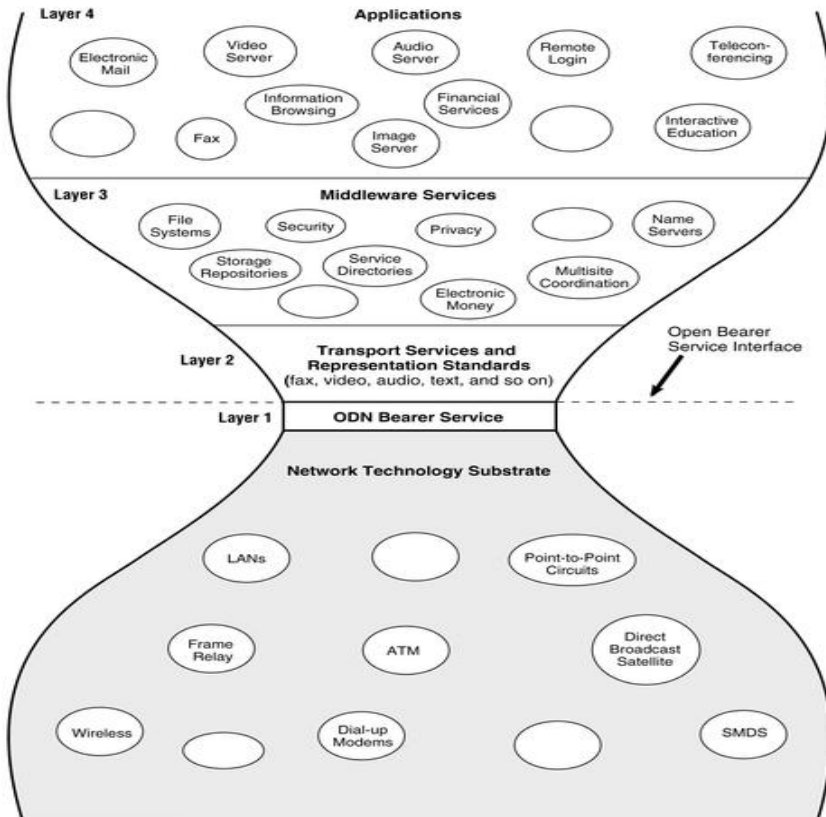 Layer 4
Applications
Electronic
Mail
Video
Server
Audio
Server
Remote
Login
Telecon-
ferencing
Information
Browsing
Financial
Services
Fax
Image
Server
Interactive
Education
Layer 3
Middleware Services
File
Systems
Security
Privacy
Name
Servers
Storage
Repositories
Service
Directories
Multisite
Coordination
Electronic
Money
Layer 2
Transport Services and
Representation Standards
(fax, video, audio, text, and so on)
Open Bearer
Service Interface
Layer 1
ODN Bearer Service
Network Technology Substrate
LANs
Point-to-Point
Circuits
Frame
Relay
ATM
Direct
Broadcast
Satellite
Wireless
Dial-up
Modems
SMDS